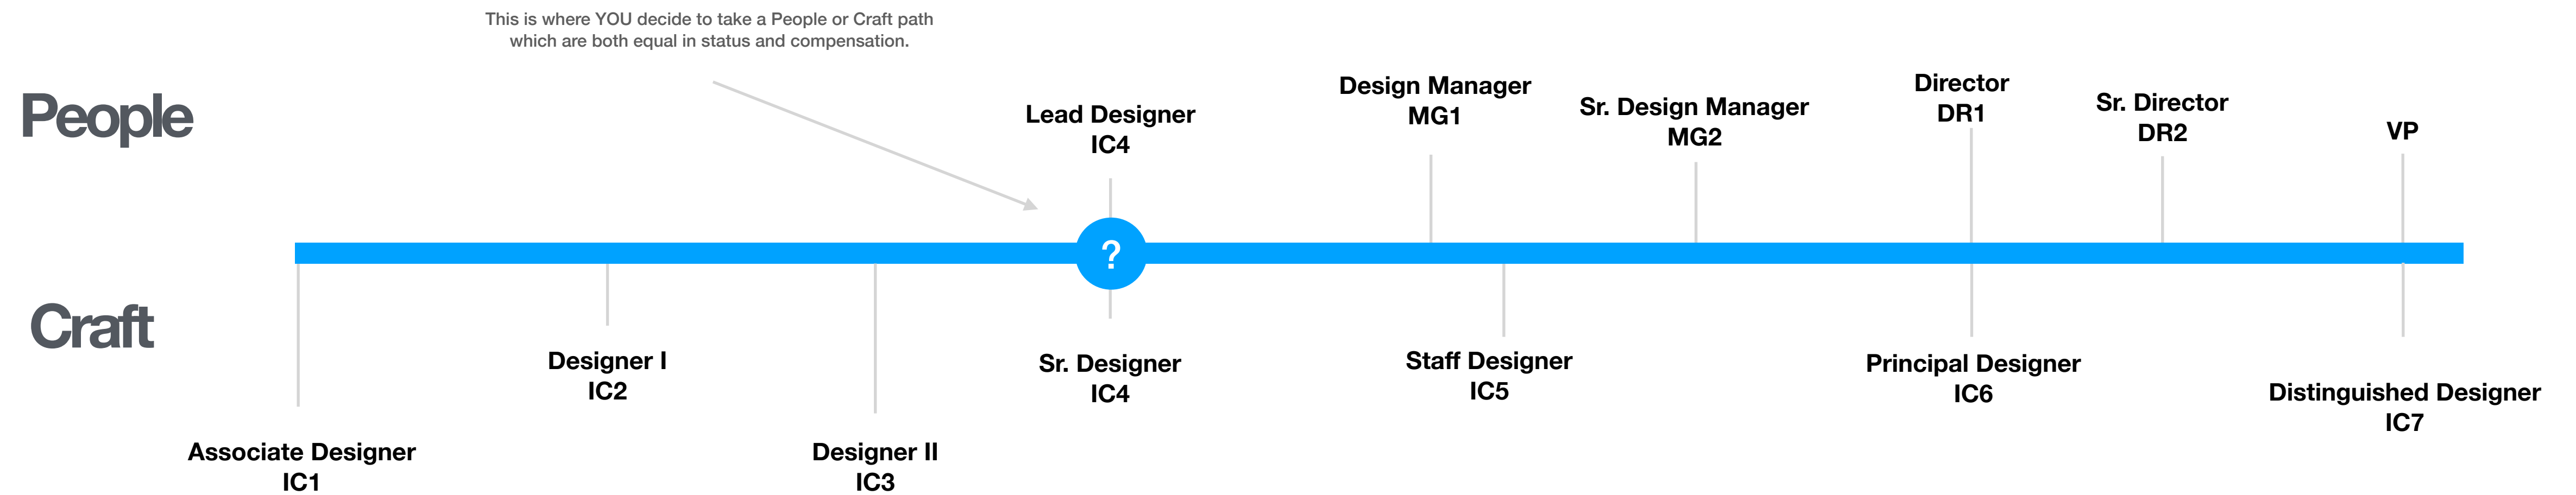 This is where YOU decide to take a People or Craft path
which are both equal in status and compensation.
People
Lead Designer
IC4
Design Manager
MG1
Sr. Design Manager
MG2
Director
DR1
Sr. Director
DR2
VP
?
Craft
Associate Designer
IC1
Designer I
IC2
Designer II
IC3
Sr. Designer
IC4
Staff Designer
IC5
Principal Designer
IC6
Distinguished Designer
IC7